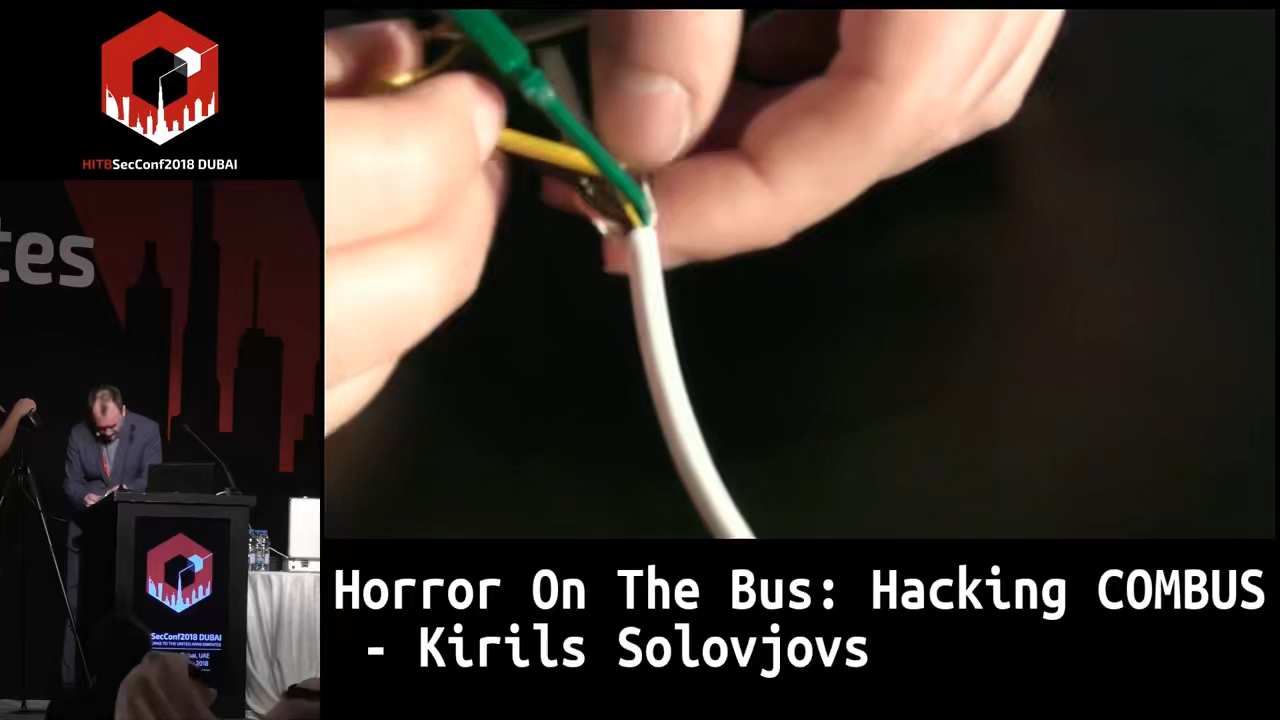 HITBSecConf2018 DUBAI
tes
SecConf2018 DUBAI
Horror On The Bus: Hacking COMBUS
- Kirils Solovjovs